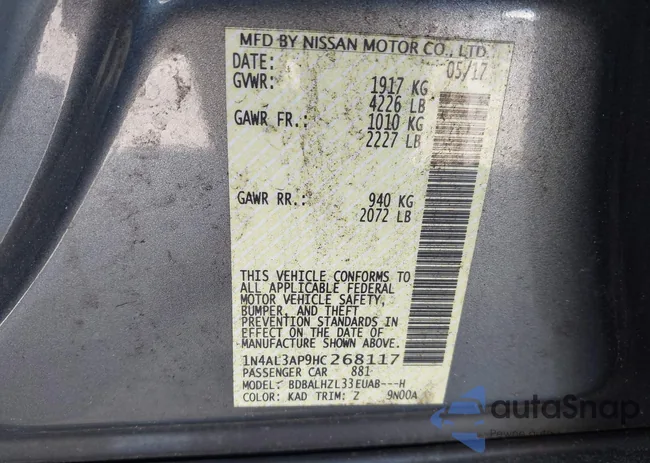 MFD BY NISSAN MOTOR CO., LTD.
DATE: 05/17
GVWR: 1917 KG
4226 LB
GAWR FR.: 1010 KG
2227 LB
GAWR RR.: 940 KG
2072 LB
THIS VEHICLE CONFORMS TO
ALL APPLICABLE FEDERAL
MOTOR VEHICLE SAFETY,
BUMPER, AND THEFT
PREVENTION STANDARDS IN
EFFECT ON THE DATE OF
MANUFACTURE SHOWN ABOVE.
1N4AL3AP9HC268117
PASSENGER CAR 881
MODEL: BDBALHZL33EUAB---H
COLOR: KAD TRIM: Z 9N00A
autoSnap